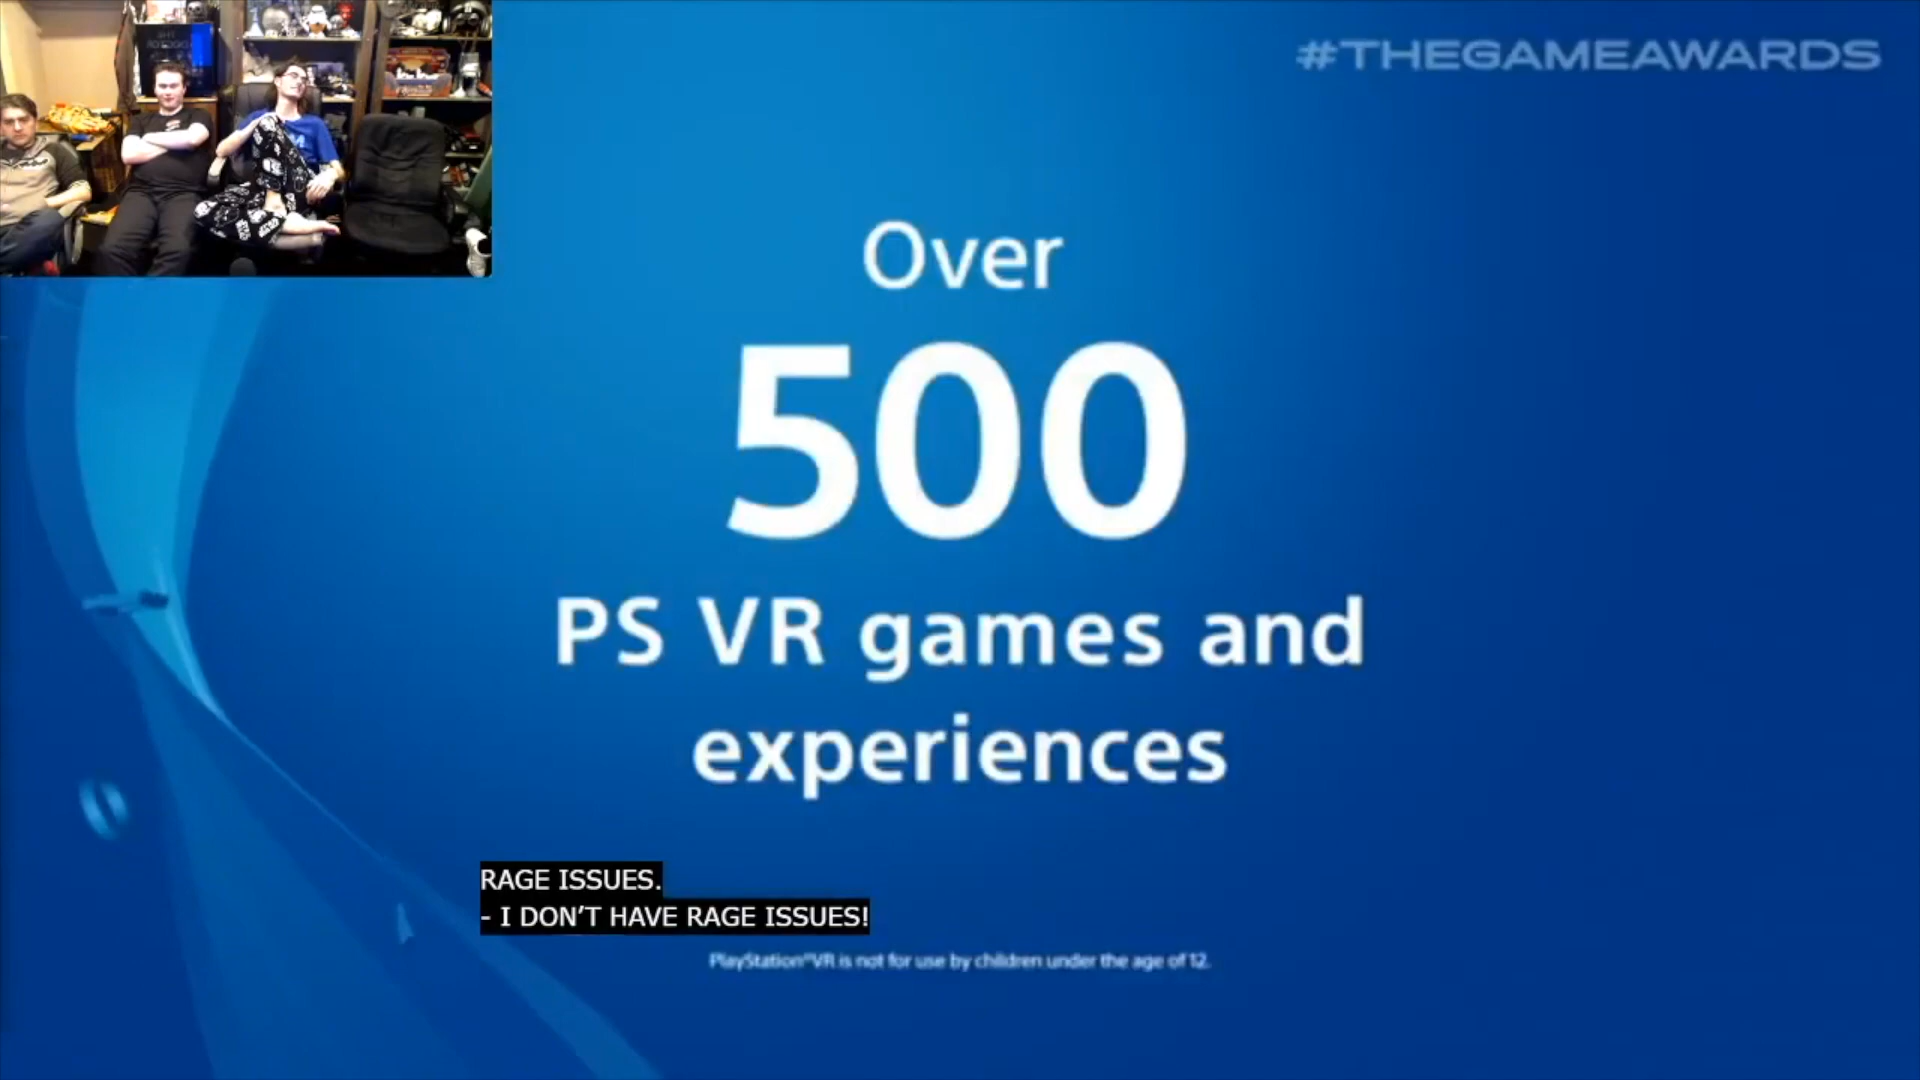 #THEGAMEAWARDS
Over
500
PS VR games and
experiences
RAGE ISSUES.
- I DON'T HAVE RAGE ISSUES!
PlayStation®VR is not for use by children under the age of 12.